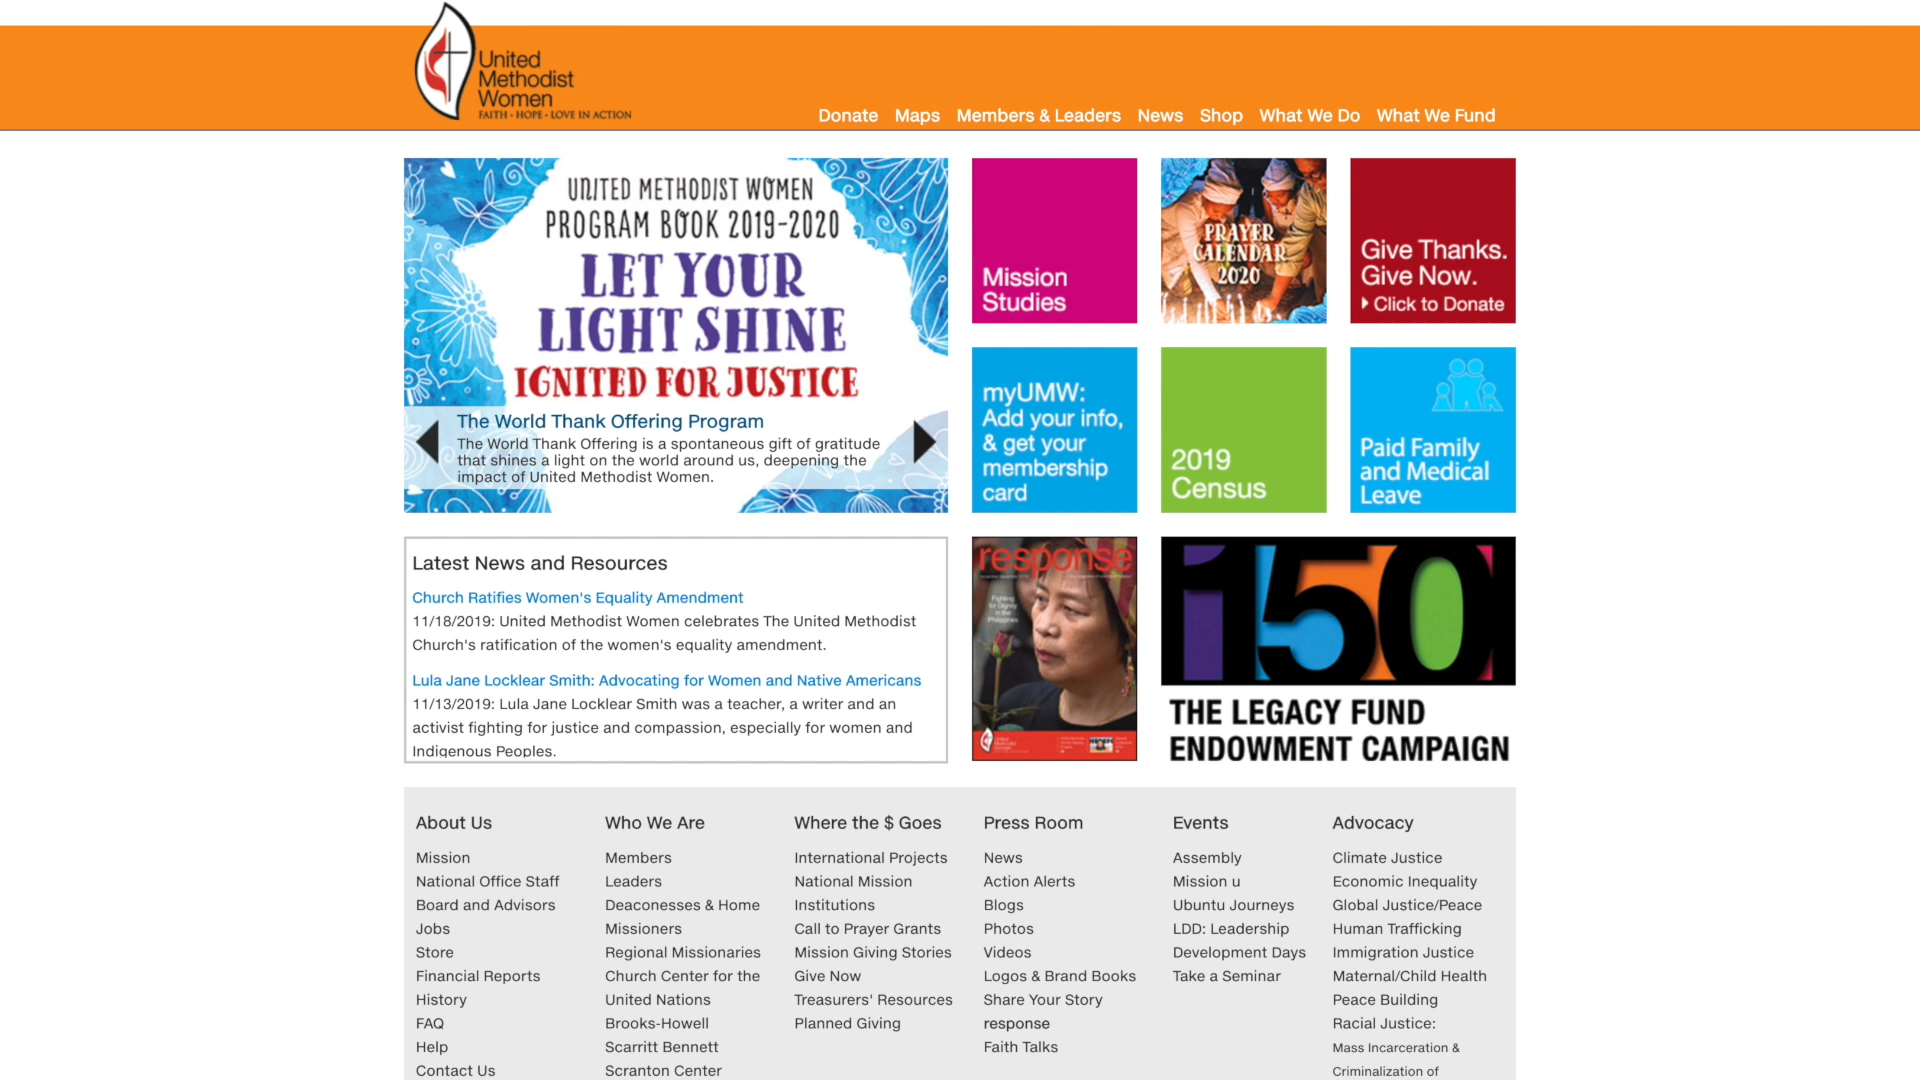 United
Methodist
Women
FAITH • HOPE • LOVE IN ACTION
Donate Maps Members & Leaders News Shop What We Do What We Fund
UNITED METHODIST WOMEN
PROGRAM BOOK 2019-2020
LET YOUR
LIGHT SHINE
IGNITED FOR JUSTICE
The World Thank Offering Program
The World Thank Offering is a spontaneous gift of gratitude
that shines a light on the world around us, deepening the
impact of United Methodist Women.
Mission
Studies
PRAYER
CALENDAR
2020
Give Thanks.
Give Now.
Click to Donate
myUMW:
Add your info,
& get your
membership
card
2019
Census
Paid Family
and Medical
Leave
Latest News and Resources
Church Ratifies Women's Equality Amendment
11/18/2019: United Methodist Women celebrates The United Methodist
Church's ratification of the women's equality amendment.
Lula Jane Locklear Smith: Advocating for Women and Native Americans
11/13/2019: Lula Jane Locklear Smith was a teacher, a writer and an
activist fighting for justice and compassion, especially for women and
Indigenous Peoples.
response
Fighting
for Dignity
in the
Philippines
150
THE LEGACY FUND
ENDOWMENT CAMPAIGN
About Us
Mission
National Office Staff
Board and Advisors
Jobs
Store
Financial Reports
History
FAQ
Help
Contact Us
Who We Are
Members
Leaders
Deaconesses & Home
Missioners
Regional Missionaries
Church Center for the
United Nations
Brooks-Howell
Scarritt Bennett
Scranton Center
Where the $ Goes
International Projects
National Mission
Institutions
Call to Prayer Grants
Mission Giving Stories
Give Now
Treasurers' Resources
Planned Giving
Press Room
News
Action Alerts
Blogs
Photos
Videos
Logos & Brand Books
Share Your Story
response
Faith Talks
Events
Assembly
Mission u
Ubuntu Journeys
LDD: Leadership
Development Days
Take a Seminar
Advocacy
Climate Justice
Economic Inequality
Global Justice/Peace
Human Trafficking
Immigration Justice
Maternal/Child Health
Peace Building
Racial Justice:
Mass Incarceration &
Criminalization of